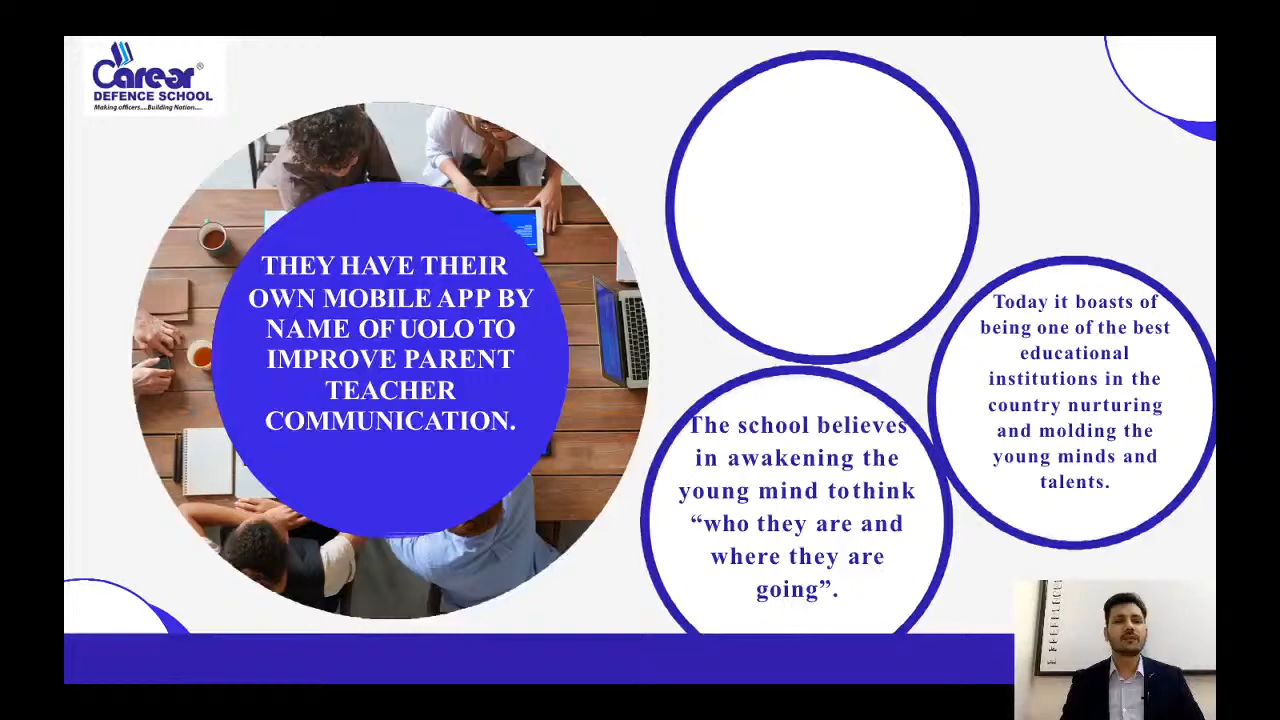 Career®
DEFENCE SCHOOL
Making officers....Building Nation....
THEY HAVE THEIR
OWN MOBILE APP BY
NAME OF UOLO TO
IMPROVE PARENT
TEACHER
COMMUNICATION.
Today it boasts of
being one of the best
educational
institutions in the
country nurturing
and molding the
young minds and
talents.
The school believes
in awakening the
young mind tothink
“who they are and
where they are
going”.